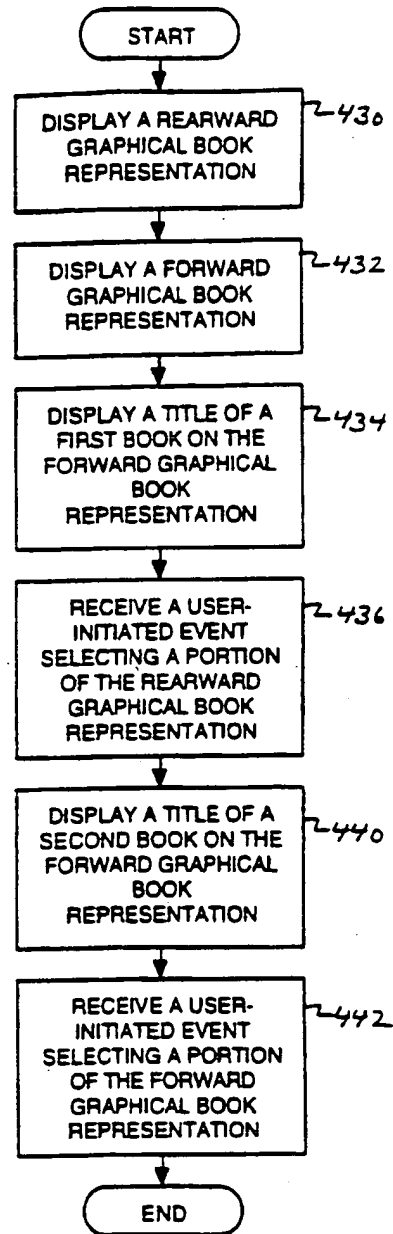 START
DISPLAY A REARWARD
GRAPHICAL BOOK
REPRESENTATION
430
DISPLAY A FORWARD
GRAPHICAL BOOK
REPRESENTATION
432
DISPLAY A TITLE OF A
FIRST BOOK ON THE
FORWARD GRAPHICAL
BOOK
REPRESENTATION
434
RECEIVE A USER-
INITIATED EVENT
SELECTING A PORTION
OF THE REARWARD
GRAPHICAL BOOK
REPRESENTATION
436
DISPLAY A TITLE OF A
SECOND BOOK ON THE
FORWARD GRAPHICAL
BOOK
REPRESENTATION
440
RECEIVE A USER-
INITIATED EVENT
SELECTING A PORTION
OF THE FORWARD
GRAPHICAL BOOK
REPRESENTATION
442
END